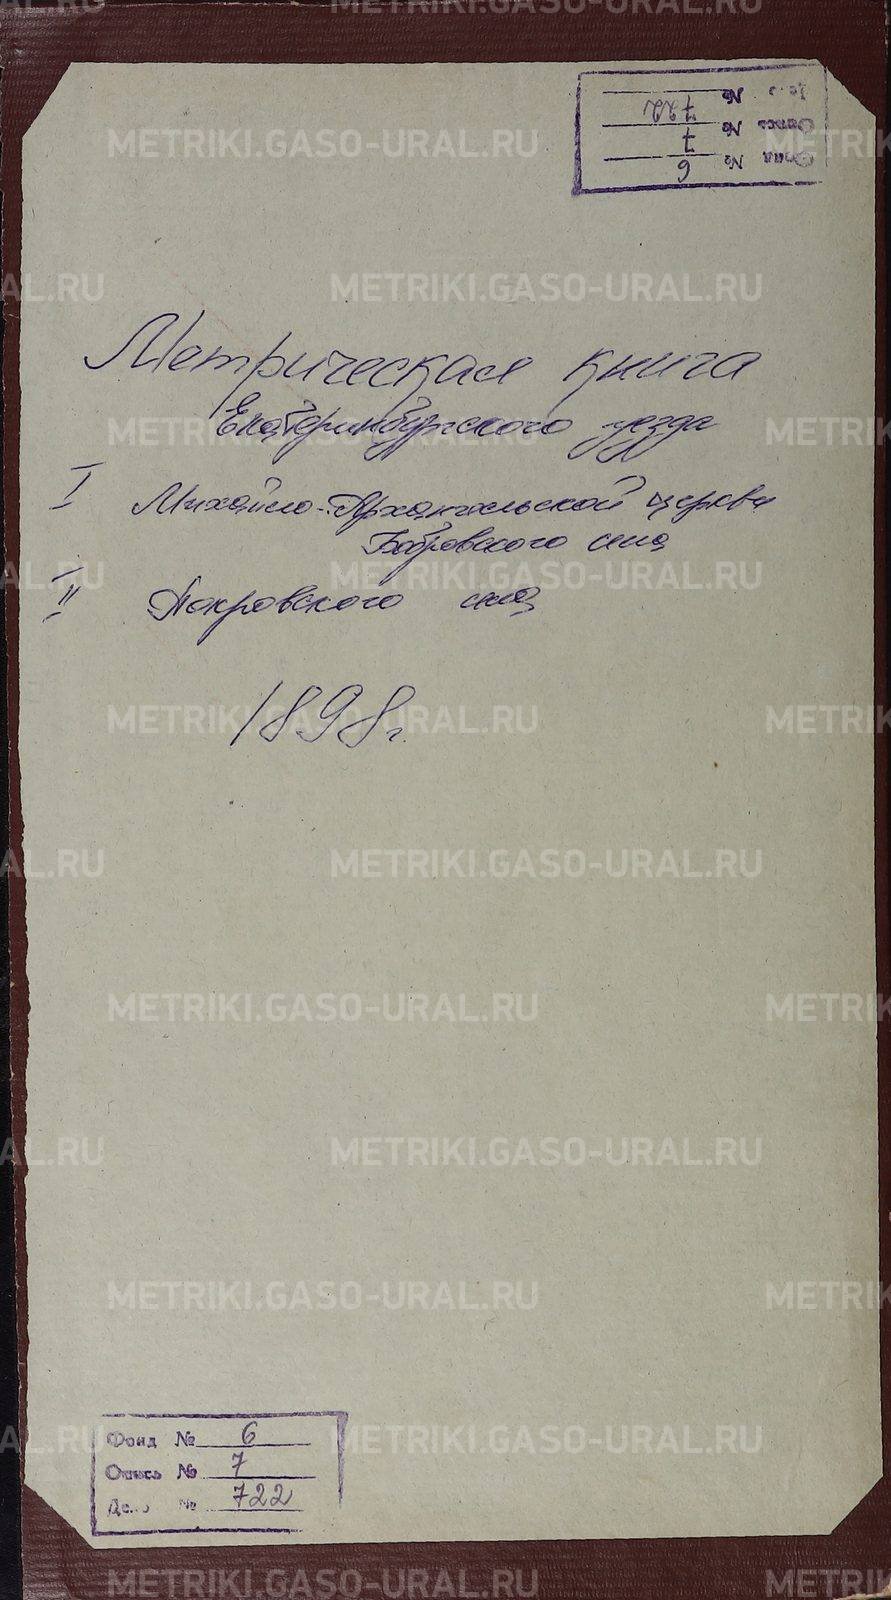 Дело № 722
Опись № 7
Фонд № 6
Метрическая книга
Екатеринбургского уезда
I Михайло-Архангельской церкви
Бобровского села
II Покровского села
1898 г.
Фонд № 6
Опись № 7
Дело № 722
METRIKI.GASO-URAL.RU